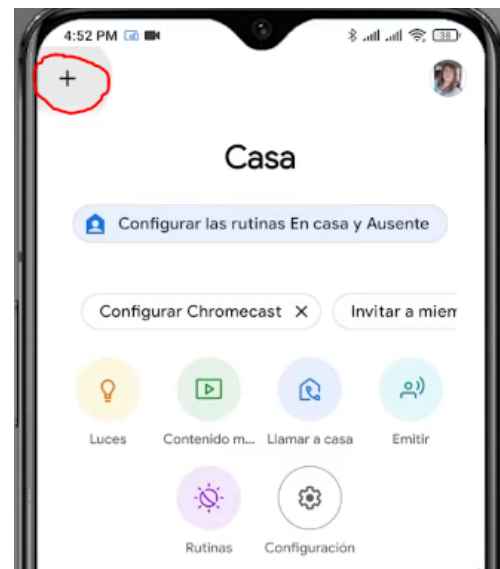 4:52 PM
38
+
Casa
Configurar las rutinas En casa y Ausente
Configurar Chromecast X
Invitar a miem
Luces
Contenido m...
Llamar a casa
Emitir
Rutinas
Configuración